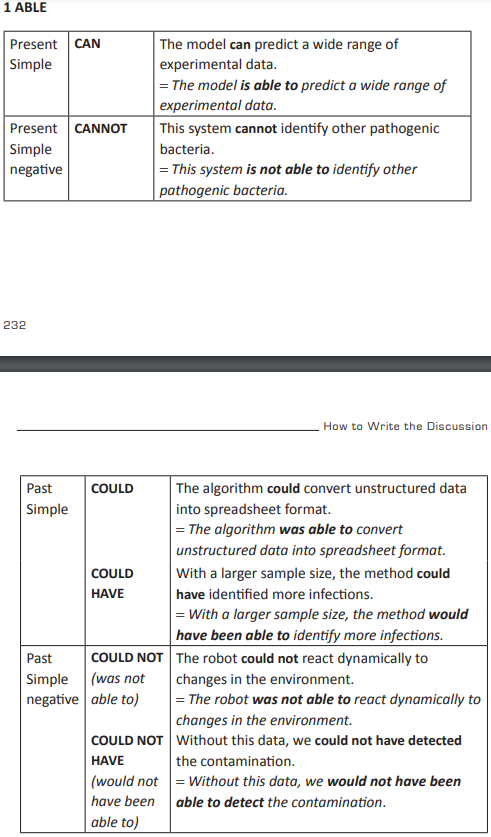 1 ABLE
Present Simple
CAN
The model can predict a wide range of
experimental data.
= The model is able to predict a wide range of
experimental data.
Present Simple negative
CANNOT
This system cannot identify other pathogenic
bacteria.
= This system is not able to identify other
pathogenic bacteria.
232
How to Write the Discussion
Past
Simple
COULD
The algorithm could convert unstructured data
into spreadsheet format.
= The algorithm was able to convert
unstructured data into spreadsheet format.
COULD
HAVE
With a larger sample size, the method could
have identified more infections.
= With a larger sample size, the method would
have been able to identify more infections.
Past
Simple
negative
COULD NOT
(was not
able to)
The robot could not react dynamically to
changes in the environment.
= The robot was not able to react dynamically to
changes in the environment.
COULD NOT
HAVE
(would not
have been
able to)
Without this data, we could not have detected
the contamination.
= Without this data, we would not have been
able to detect the contamination.